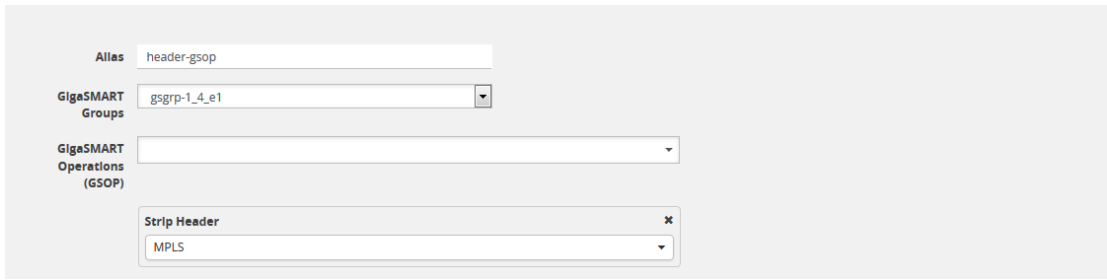 Alias header-gsop
GigaSMART gsgrp-1_4_e1
Groups
GigaSMART
Operations
(GSOP)
Strip Header ✖
MPLS